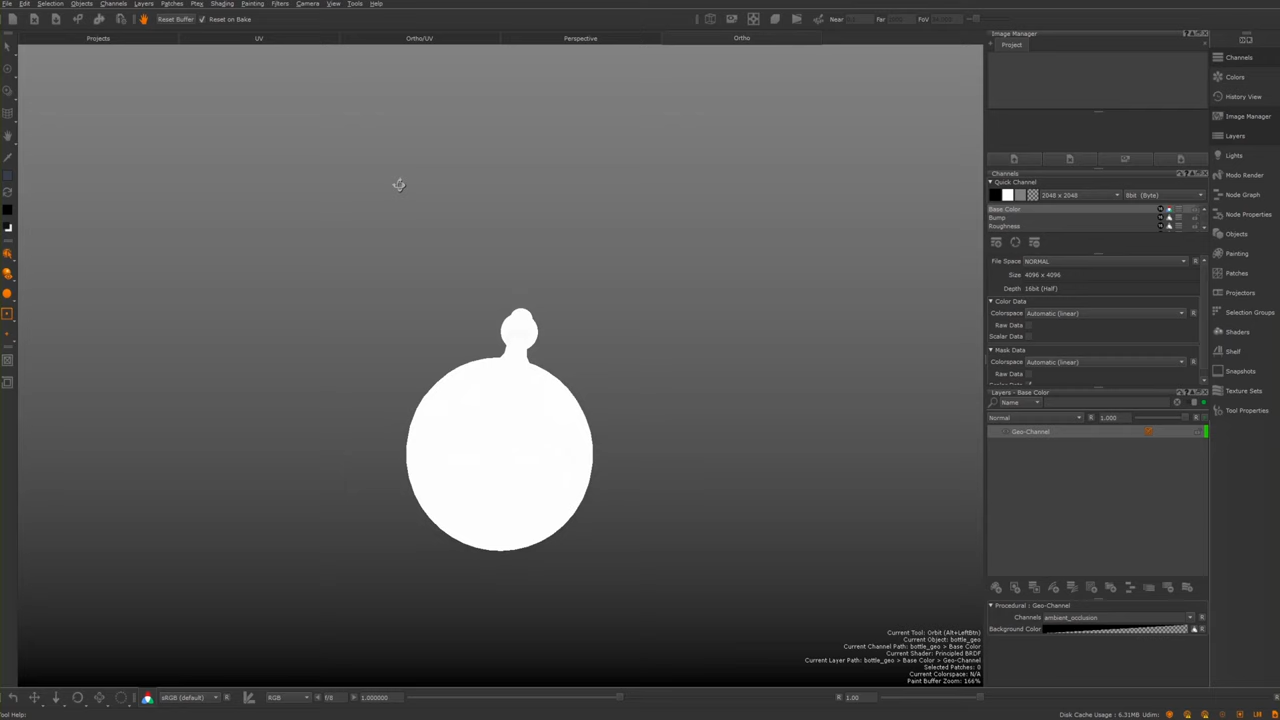 File Edit Selection Camera Objects Channels Layers Patches Ptex Shading Painting Filters Camera View Tools Help
Reset Buffer Reset on Bake Near Far FoV
Projects UV Ortho/UV Perspective Ortho
Image Manager
Project
Channels
Quick Channel
2048 x 2048 8bit (Byte)
Base Color
Bump
Roughness
File Space NORMAL R
Size 4096 x 4096
Depth 16bit (Half)
Color Data
Colorspace Automatic (linear) R
Raw Data
Scalar Data
Mask Data
Colorspace Automatic (linear) R
Raw Data
Layers - Base Color
Name
Normal R 1.000 R
Geo-Channel
Procedural : Geo-Channel
Channels ambient_occlusion R
Background Color R
Channels
Colors
History View
Image Manager
Layers
Lights
Modo Render
Node Graph
Node Properties
Objects
Painting
Patches
Projectors
Selection Groups
Shaders
Shelf
Snapshots
Texture Sets
Tool Properties
Current Tool: Orbit (Alt+LeftBtn)
Current Object: bottle_geo
Current Channel Path: bottle_geo > Base Color
Current Shader: Principled BRDF
Current Layer Path: bottle_geo > Base Color > Geo-Channel
Selected Patches: 0
Current Colorspace: N/A
Paint Buffer Zoom: 166%
sRGB (default) R RGB f/8 1.000000 R 1.00 R
Tool Help: Disk Cache Usage : 6.31MB Udim: